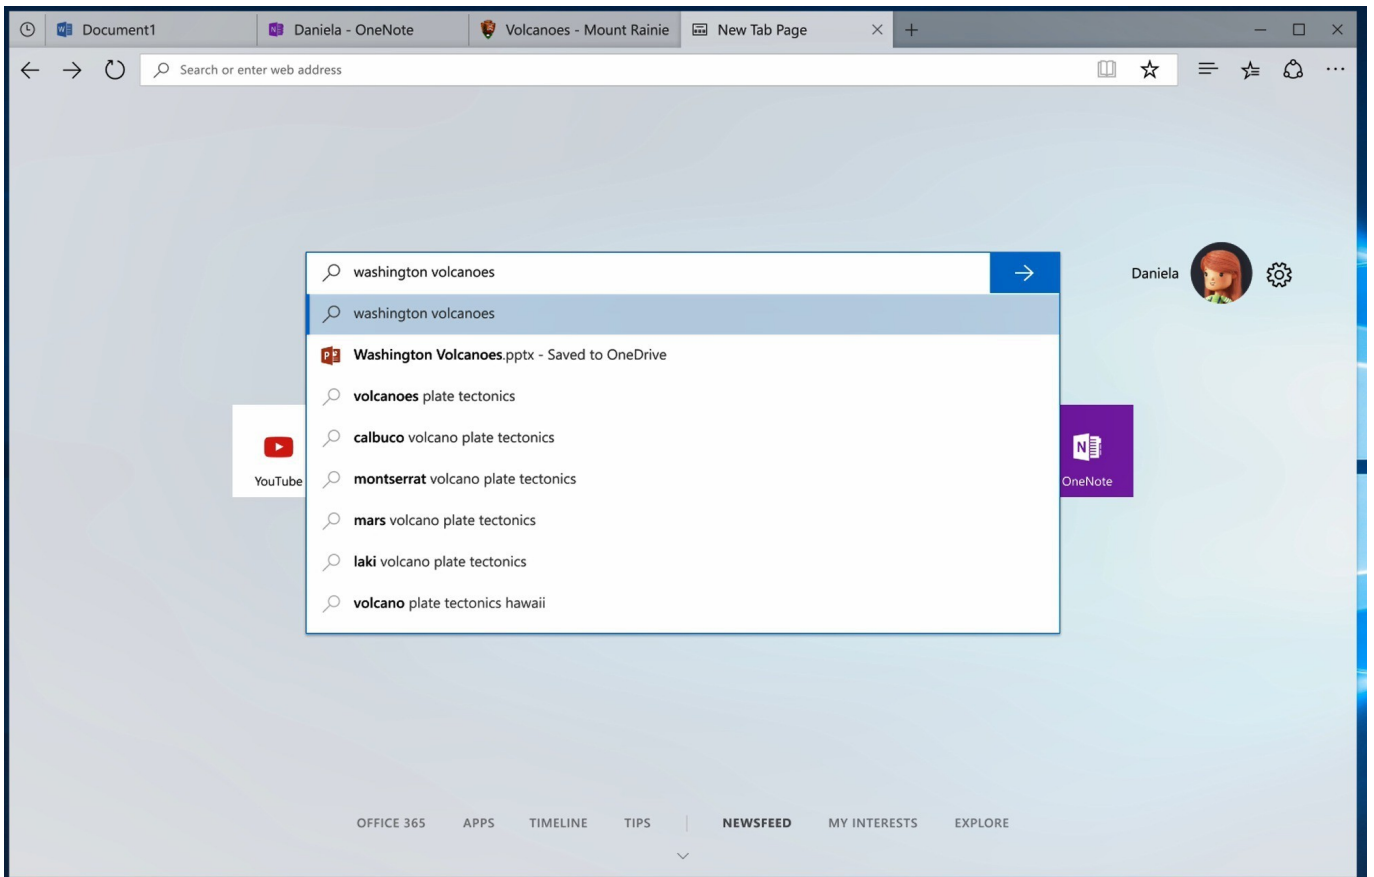 Document1
Daniela - OneNote
Volcanoes - Mount Rainie
New Tab Page
Search or enter web address
washington volcanoes
Daniela
washington volcanoes
Washington Volcanoes.pptx - Saved to OneDrive
volcanoes plate tectonics
calbuco volcano plate tectonics
montserrat volcano plate tectonics
mars volcano plate tectonics
laki volcano plate tectonics
volcano plate tectonics hawaii
YouTube
OneNote
OFFICE 365 APPS TIMELINE TIPS NEWSFEED MY INTERESTS EXPLORE